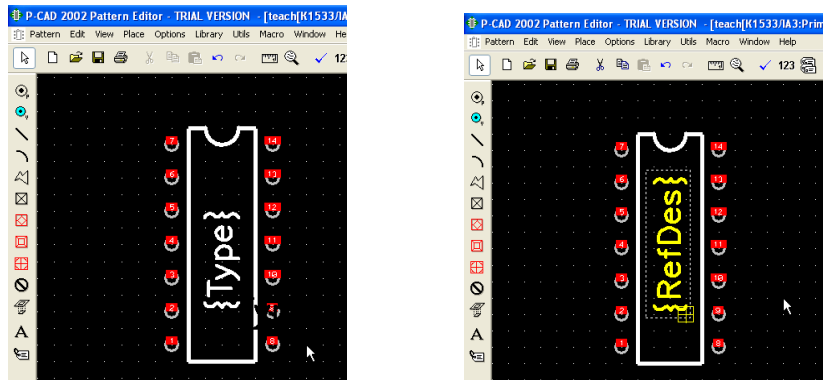 P-CAD 2002 Pattern Editor - TRIAL VERSION - [teach[K1533/IA
Pattern Edit View Place Options Library Utils Macro Window He
12
7 14
6 13
5 12
4 11
3 10
2
1 8
{Type}
A
P-CAD 2002 Pattern Editor - TRIAL VERSION - [teach[K1533/IA3:Prim
Pattern Edit View Place Options Library Utils Macro Window Help
123
7 14
6 13
5 12
4 11
3 10
2 9
1 8
{RefDes}
A